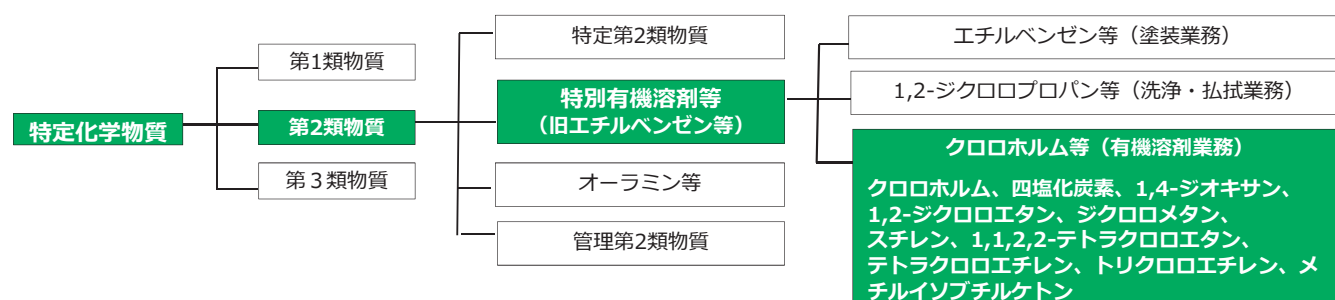 特定化学物質
第1類物質
第2類物質
第３類物質
特定第2類物質
特別有機溶剤等
（旧エチルベンゼン等）
オーラミン等
管理第2類物質
エチルベンゼン等（塗装業務）
1,2-ジクロロプロパン等（洗浄・払拭業務）
クロロホルム等（有機溶剤業務）
クロロホルム、四塩化炭素、1,4-ジオキサン、
1,2-ジクロロエタン、ジクロロメタン、
スチレン、1,1,2,2-テトラクロロエタン、
テトラクロロエチレン、トリクロロエチレン、メ
チルイソブチルケトン